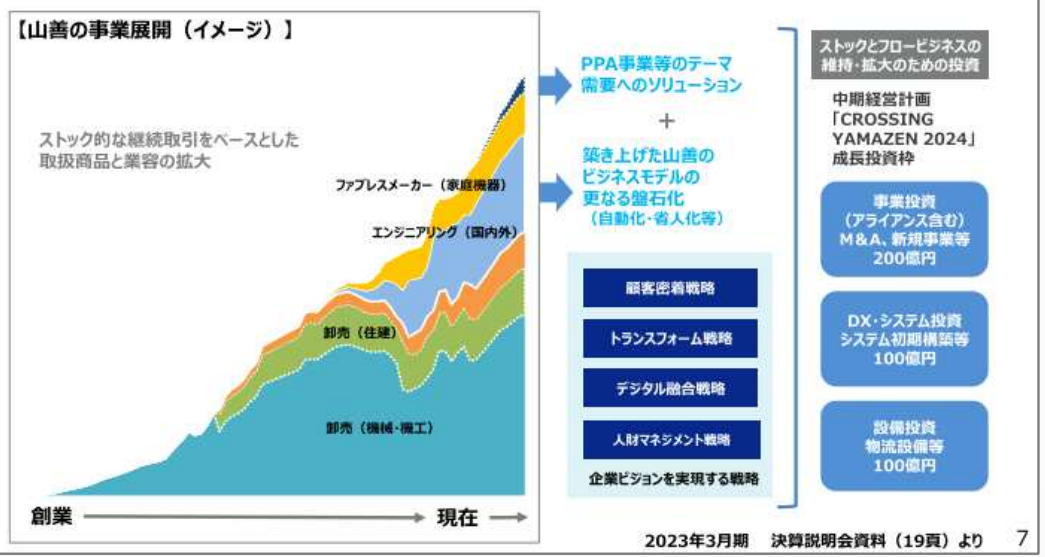 【山善の事業展開（イメージ）】
ストック的な継続取引をベースとした
取扱商品と業容の拡大
ファブレスメーカー（家庭機器）
エンジニアリング（国内外）
卸売（住建）
卸売（機械・機工）
創業
現在
PPA事業等のテーマ
需要へのソリューション
+
築き上げた山善の
ビジネスモデルの
更なる盤石化
（自動化・省人化等）
顧客密着戦略
トランスフォーム戦略
デジタル融合戦略
人財マネジメント戦略
企業ビジョンを実現する戦略
ストックとフロービジネスの
維持・拡大のための投資
中期経営計画
「CROSSING
YAMAZEN 2024」
成長投資枠
事業投資
（アライアンス含む）
M＆A、新規事業等
200億円
DX・システム投資
システム初期構築等
100億円
設備投資
物流設備等
100億円
2023年3月期 決算説明会資料（19頁）より
7